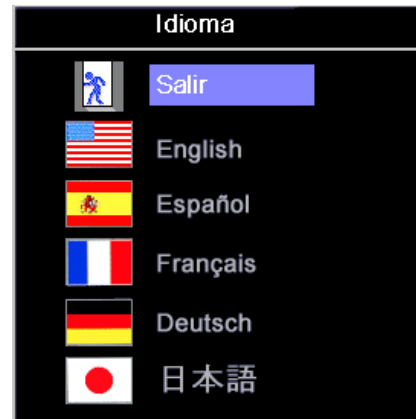 Idioma
Salir
English
Español
Français
Deutsch
日本語